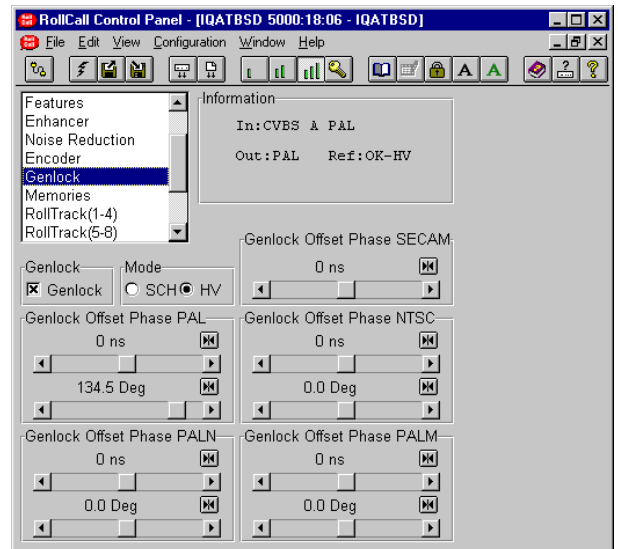 RollCall Control Panel - [IQATBSD 5000:18:06 - IQATBSD]
File Edit View Configuration Window Help
A A
Features
Enhancer
Noise Reduction
Encoder
Genlock
Memories
RollTrack(1-4)
RollTrack(5-8)
Information
In:CVBS A PAL
Out:PAL Ref:OK-HV
Genlock Offset Phase SECAM
0 ns
Genlock
Genlock
Mode
SCH HV
Genlock Offset Phase PAL
0 ns
134.5 Deg
Genlock Offset Phase NTSC
0 ns
0.0 Deg
Genlock Offset Phase PALN
0 ns
0.0 Deg
Genlock Offset Phase PALM
0 ns
0.0 Deg